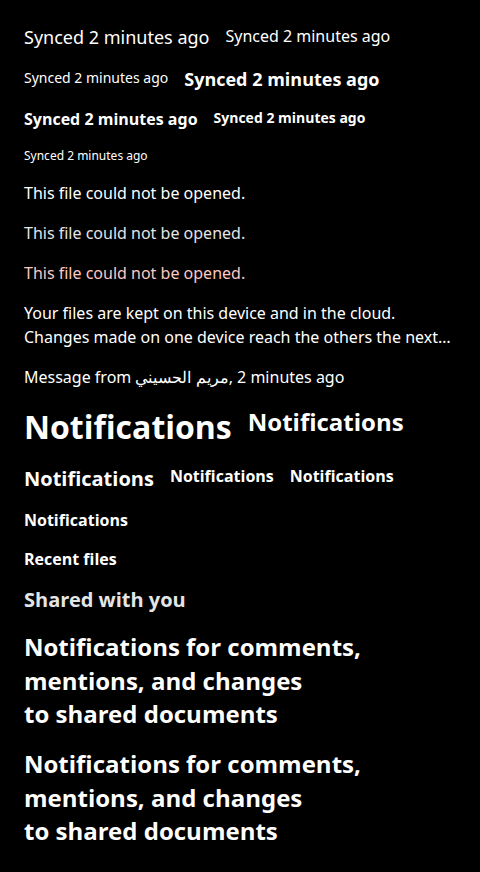 Synced 2 minutes ago Synced 2 minutes ago
Synced 2 minutes ago Synced 2 minutes ago
Synced 2 minutes ago Synced 2 minutes ago
Synced 2 minutes ago
This file could not be opened.
This file could not be opened.
This file could not be opened.
Your files are kept on this device and in the cloud.
Changes made on one device reach the others the next…
Message from مريم الحسيني, 2 minutes ago
Notifications Notifications
Notifications Notifications Notifications
Notifications
Recent files
Shared with you
Notifications for comments,
mentions, and changes
to shared documents
Notifications for comments,
mentions, and changes
to shared documents